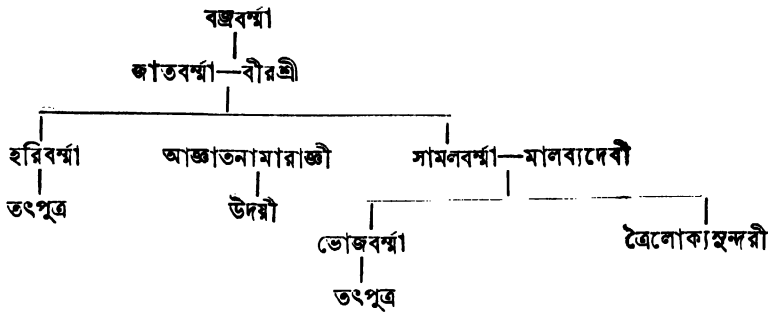 বজ্রবর্ম্মা
জাতবর্ম্মা—বীরশ্রী
হরিবর্ম্মা আজ্ঞাতনামারাজ্ঞী সামলবর্ম্মা—মালব্যদেবী
তৎপুত্র উদয়ী
ভোজবর্ম্মা ত্রৈলোক্যসুন্দরী
তৎপুত্র